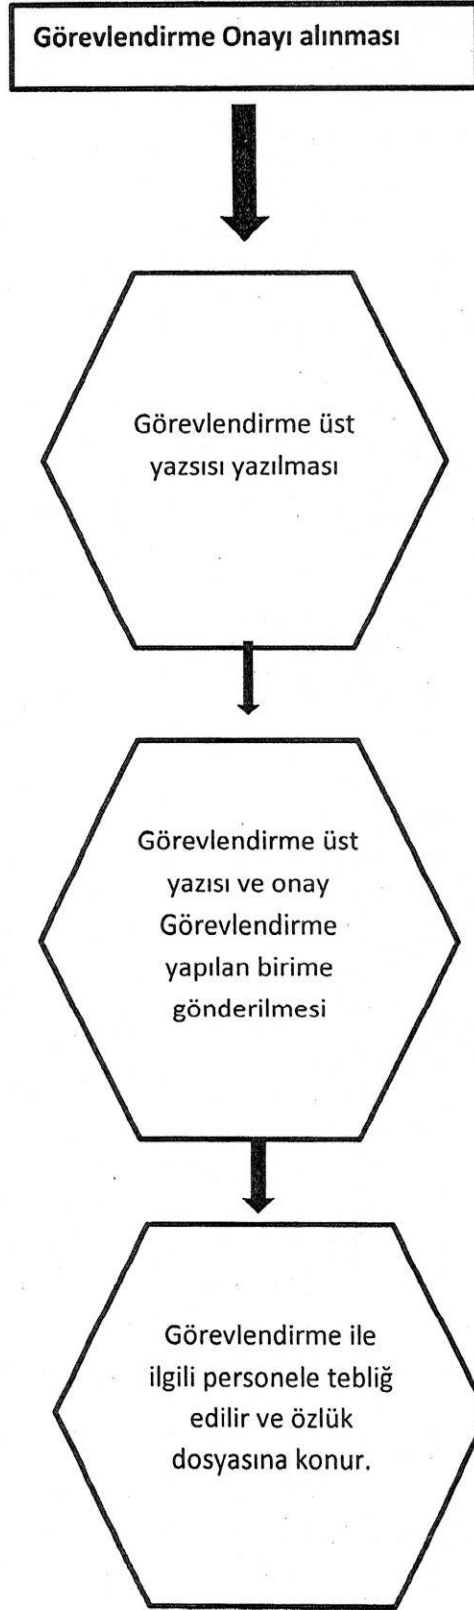 Görevlendirme Onayı alınması
Görevlendirme üst
yazsısı yazılması
Görevlendirme üst
yazısı ve onay
Görevlendirme
yapılan birime
gönderilmesi
Görevlendirme ile
ilgili personele tebliğ
edilir ve özlük
dosyasına konur.